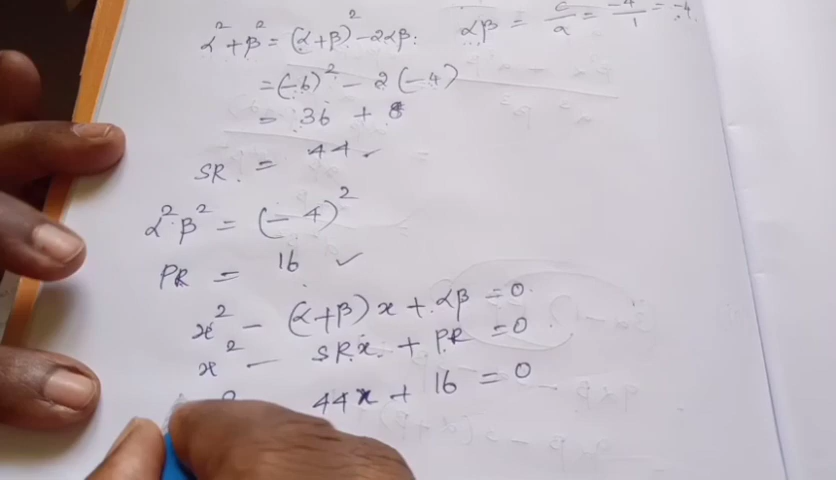 α² + β² = (α+β)² - 2αβ. αβ = c/a = -4/1 = -4
= (-6)² - 2(-4)
= 36 + 8
SR. = 44
α²β² = (-4)²
PR = 16 ✓
x² - (α+β)x + αβ = 0.
x² - SRx + PR = 0
44x + 16 = 0